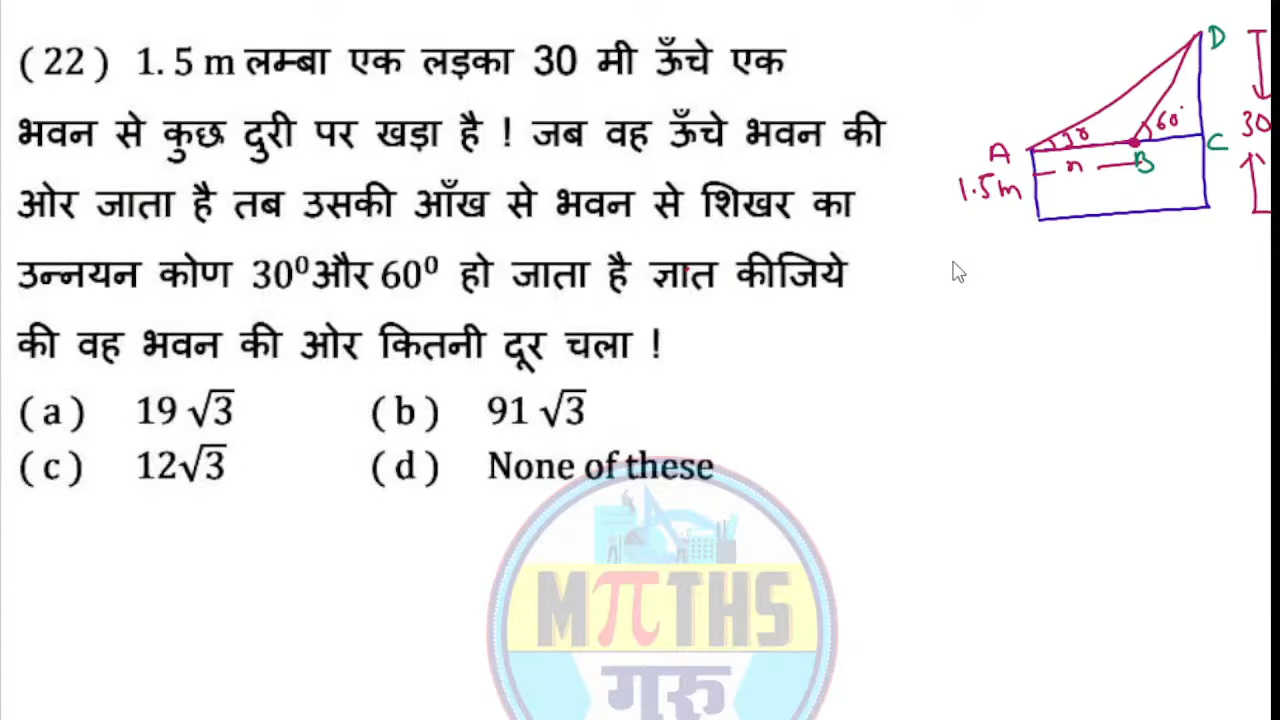 ( 22 ) 1. 5 m लम्बा एक लड़का 30 मी ऊँचे एक
भवन से कुछ दुरी पर खड़ा है ! जब वह ऊँचे भवन की
ओर जाता है तब उसकी आँख से भवन से शिखर का
उन्नयन कोण 30⁰और 60⁰ हो जाता है ज्ञात कीजिये
की वह भवन की ओर कितनी दूर चला !
( a ) 19 √3 ( b ) 91 √3
( c ) 12√3 ( d ) None of these
D
60°
30
A
30
C
B
x
1.5m
MπTHS
गुरु